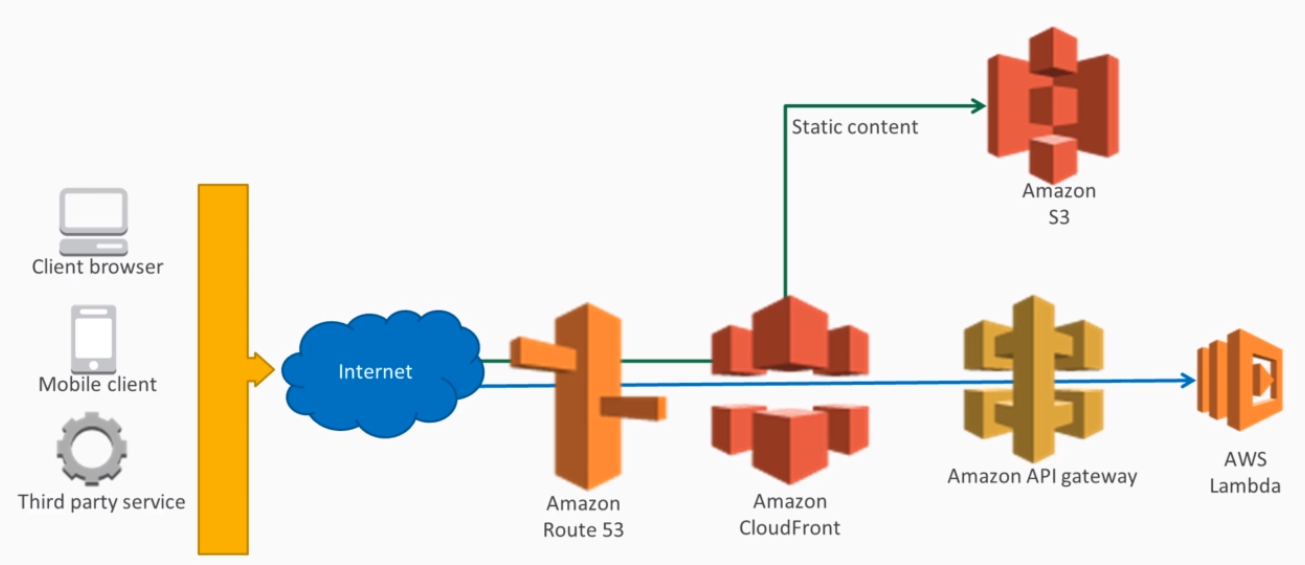 Static content
Amazon
S3
Client browser
Mobile client
Third party service
Internet
Amazon
Route 53
Amazon
CloudFront
Amazon API gateway
AWS
Lambda